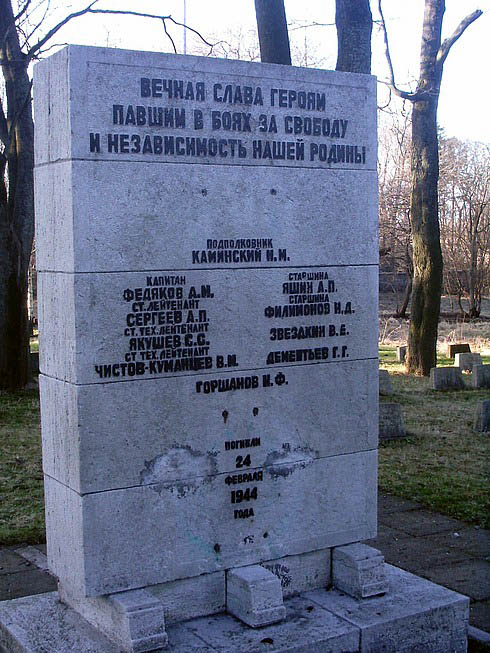 ВЕЧНАЯ СЛАВА ГЕРОЯМ
ПАВШИМ В БОЯХ ЗА СВОБОДУ
И НЕЗАВИСИМОСТЬ НАШЕЙ РОДИНЫ
ПОДПОЛКОВНИК
КАМИНСКИЙ И.М.
КАПИТАН
ФЕДЯКОВ А.М.
СТ. ЛЕЙТЕНАНТ
СЕРГЕЕВ А.П.
СТ. ТЕХ. ЛЕЙТЕНАНТ
ЯКУШЕВ С.С.
СТ. ТЕХ. ЛЕЙТЕНАНТ
ЧИСТОВ-КУМАНЦЕВ В.И.
СТАРШИНА
ЯШИН А.П.
СТАРШИНА
ФИЛИМОНОВ Н.Д.
ЗВЕЗДКИН В.Е.
ДЕМЕНТЬЕВ Г.Г.
ГОРШАНОВ И.Ф.
ПОГИБЛИ
24
ФЕВРАЛЯ
1944
ГОДА